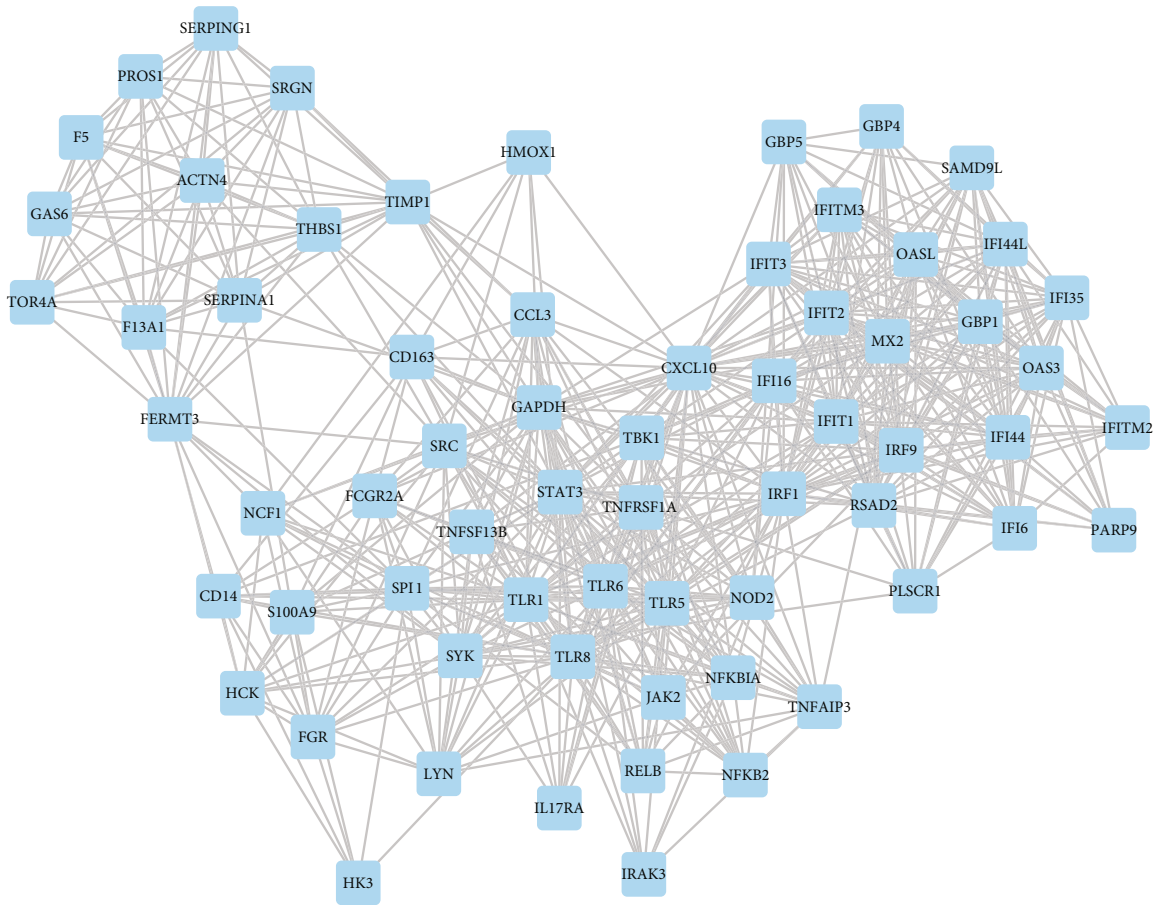 SERPING1
PROS1
SRGN
F5
HMOX1
GBP4
GBP5
SAMD9L
ACTN4
TIMP1
IFITM3
GAS6
THBS1
IFI44L
OASL
IFIT3
TOR4A
SERPINA1
IFI35
F13A1
CCL3
IFIT2
GBP1
MX2
CD163
CXCL10
IFI16
OAS3
GAPDH
FERMT3
IFIT1
IFITM2
SRC
TBK1
IRF9
IFI44
FCGR2A
STAT3
IRF1
NCF1
TNFRSF1A
RSAD2
TNFSF13B
IFI6
PARP9
CD14
SPI1
TLR6
TLR1
TLR5
NOD2
PLSCR1
S100A9
SYK
TLR8
NFKBIA
HCK
JAK2
TNFAIP3
FGR
LYN
RELB
NFKB2
IL17RA
HK3
IRAK3